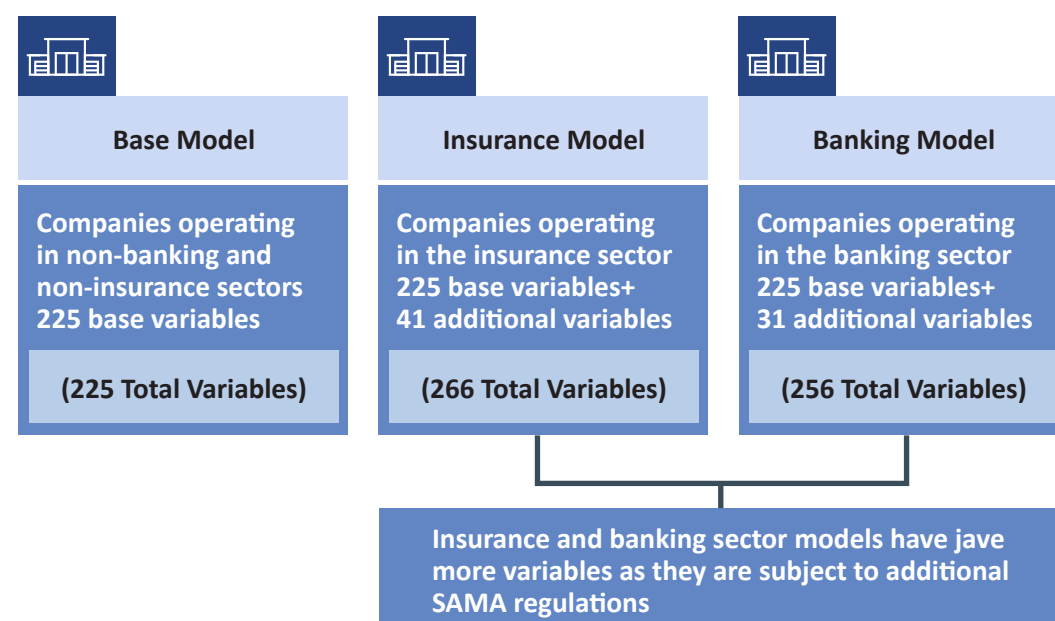 Base Model
Companies operating
in non-banking and
non-insurance sectors
225 base variables
(225 Total Variables)
Insurance Model
Companies operating
in the insurance sector
225 base variables+
41 additional variables
(266 Total Variables)
Banking Model
Companies operating
in the banking sector
225 base variables+
31 additional variables
(256 Total Variables)
Insurance and banking sector models have jave
more variables as they are subject to additional
SAMA regulations